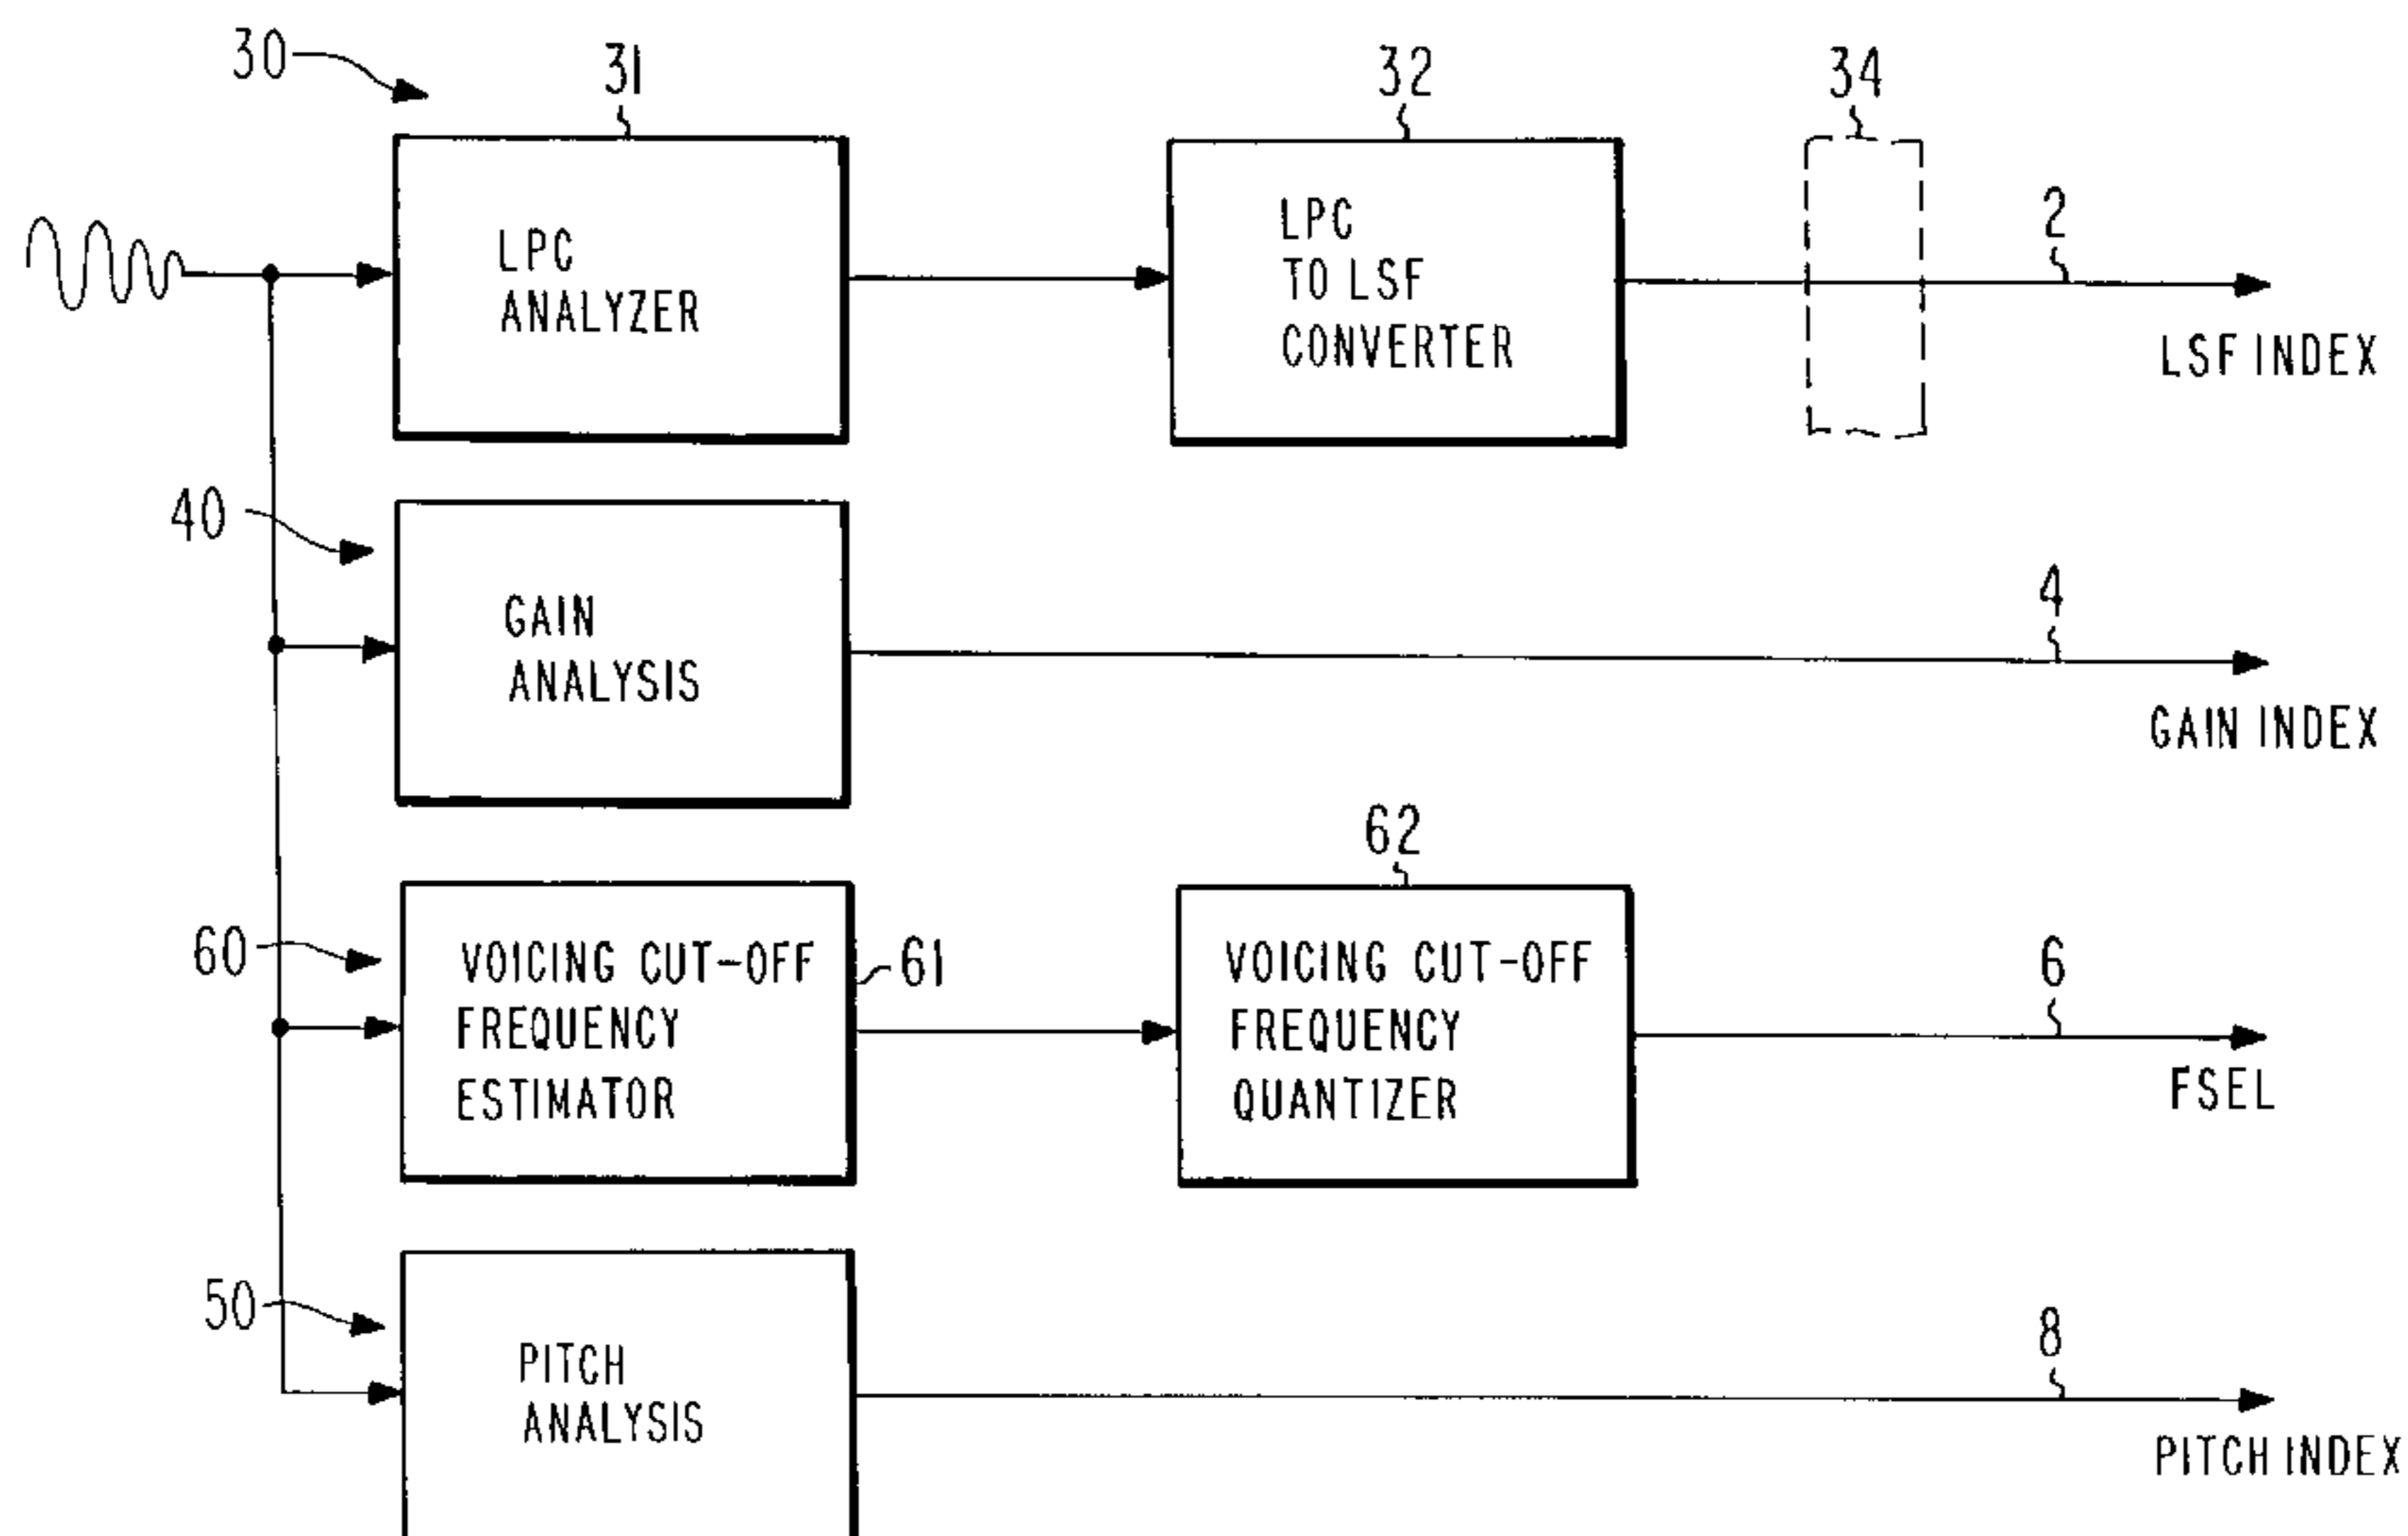 30
31
32
34
LPC
ANALYZER
LPC
TO LSF
CONVERTER
2
LSF INDEX
40
GAIN
ANALYSIS
4
GAIN INDEX
62
60
VOICING CUT-OFF
FREQUENCY
ESTIMATOR
61
VOICING CUT-OFF
FREQUENCY
QUANTIZER
6
FSEL
50
PITCH
ANALYSIS
8
PITCH INDEX